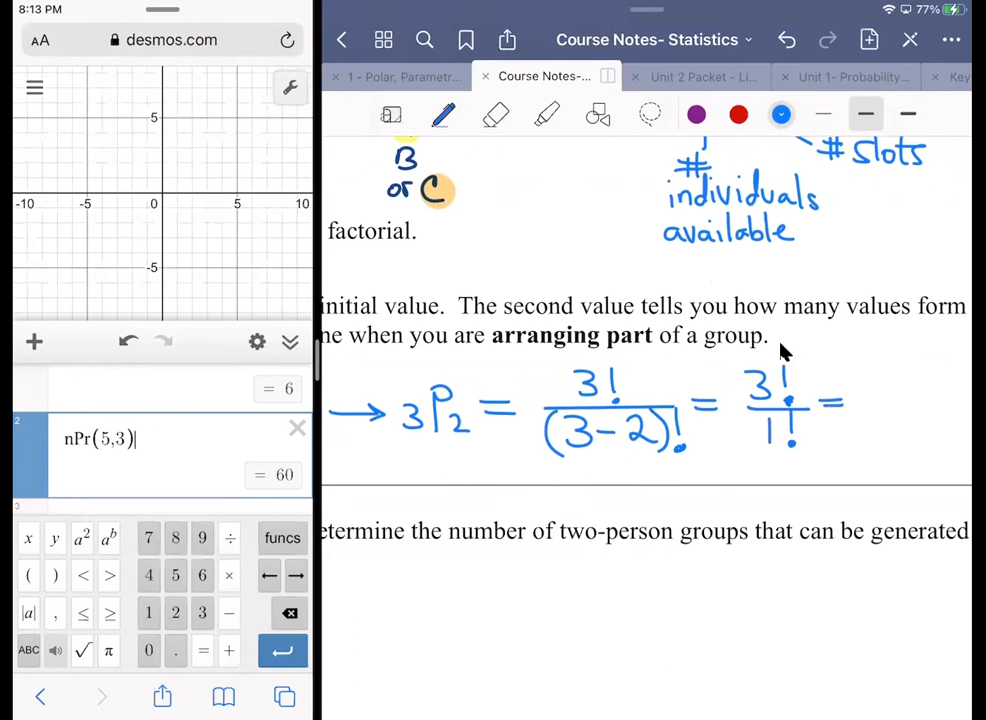 8:13 PM
77%
AA desmos.com
5
-10 -5 0 5 10
-5
= 6
2
nPr(5,3)
= 60
3
x y a² aᵇ 7 8 9 ÷ funcs
( ) < > 4 5 6 × ← →
|a| , ≤ ≥ 1 2 3 −
ABC √ π 0 . = +
Course Notes- Statistics
× 1 - Polar, Parametr...
× Course Notes-...
× Unit 2 Packet - Li...
× Unit 1- Probability...
× Key
B
or C
# slots
#
individuals
available
factorial.
initial value. The second value tells you how many values form
ne when you are arranging part of a group.
→ ₃P₂ = 3!/(3-2)! = 3!/1! =
etermine the number of two-person groups that can be generated